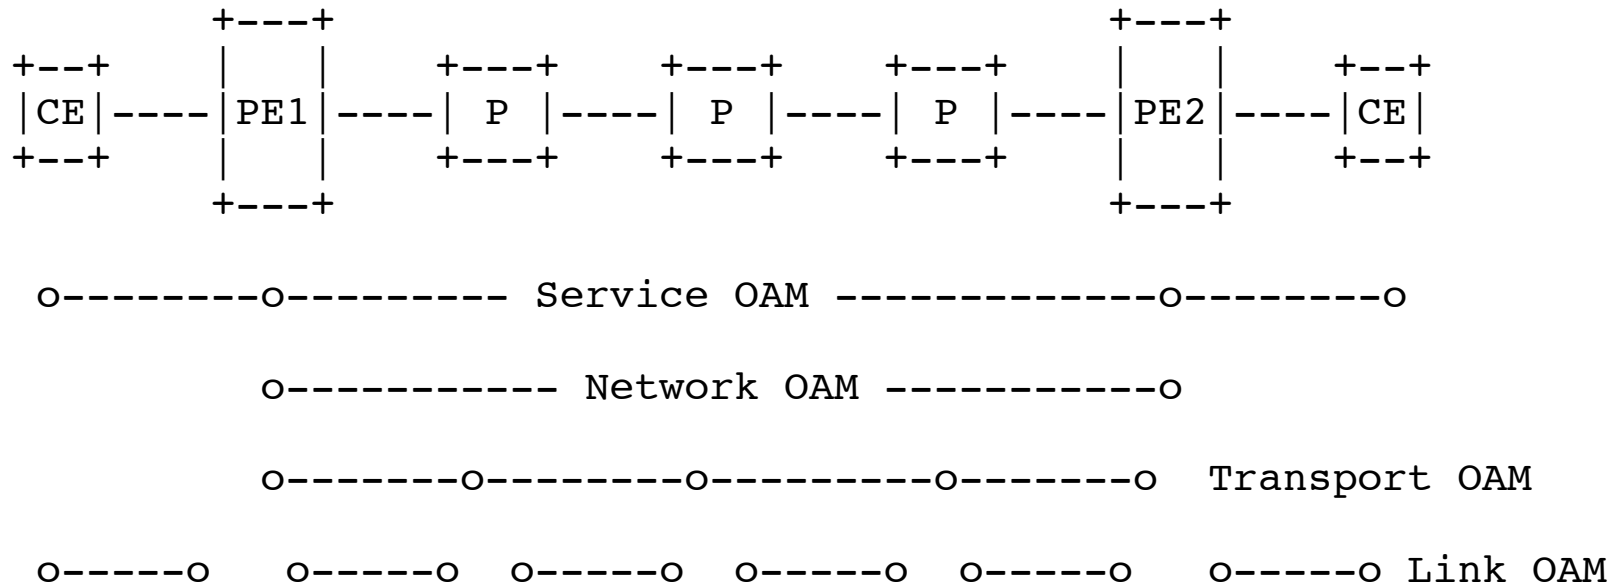 +---+                               +---+
+--+     |   |    +---+    +---+    +---+    |   |    +--+
|CE|----|PE1|----| P |----| P |----| P |----|PE2|----|CE|
+--+     |   |    +---+    +---+    +---+    |   |    +--+
         +---+                               +---+
o--------o--------- Service OAM -------------o--------o
o----------- Network OAM -----------o
o-------o--------o---------o-------o Transport OAM
o-----o o-----o o-----o o-----o o-----o o-----o Link OAM